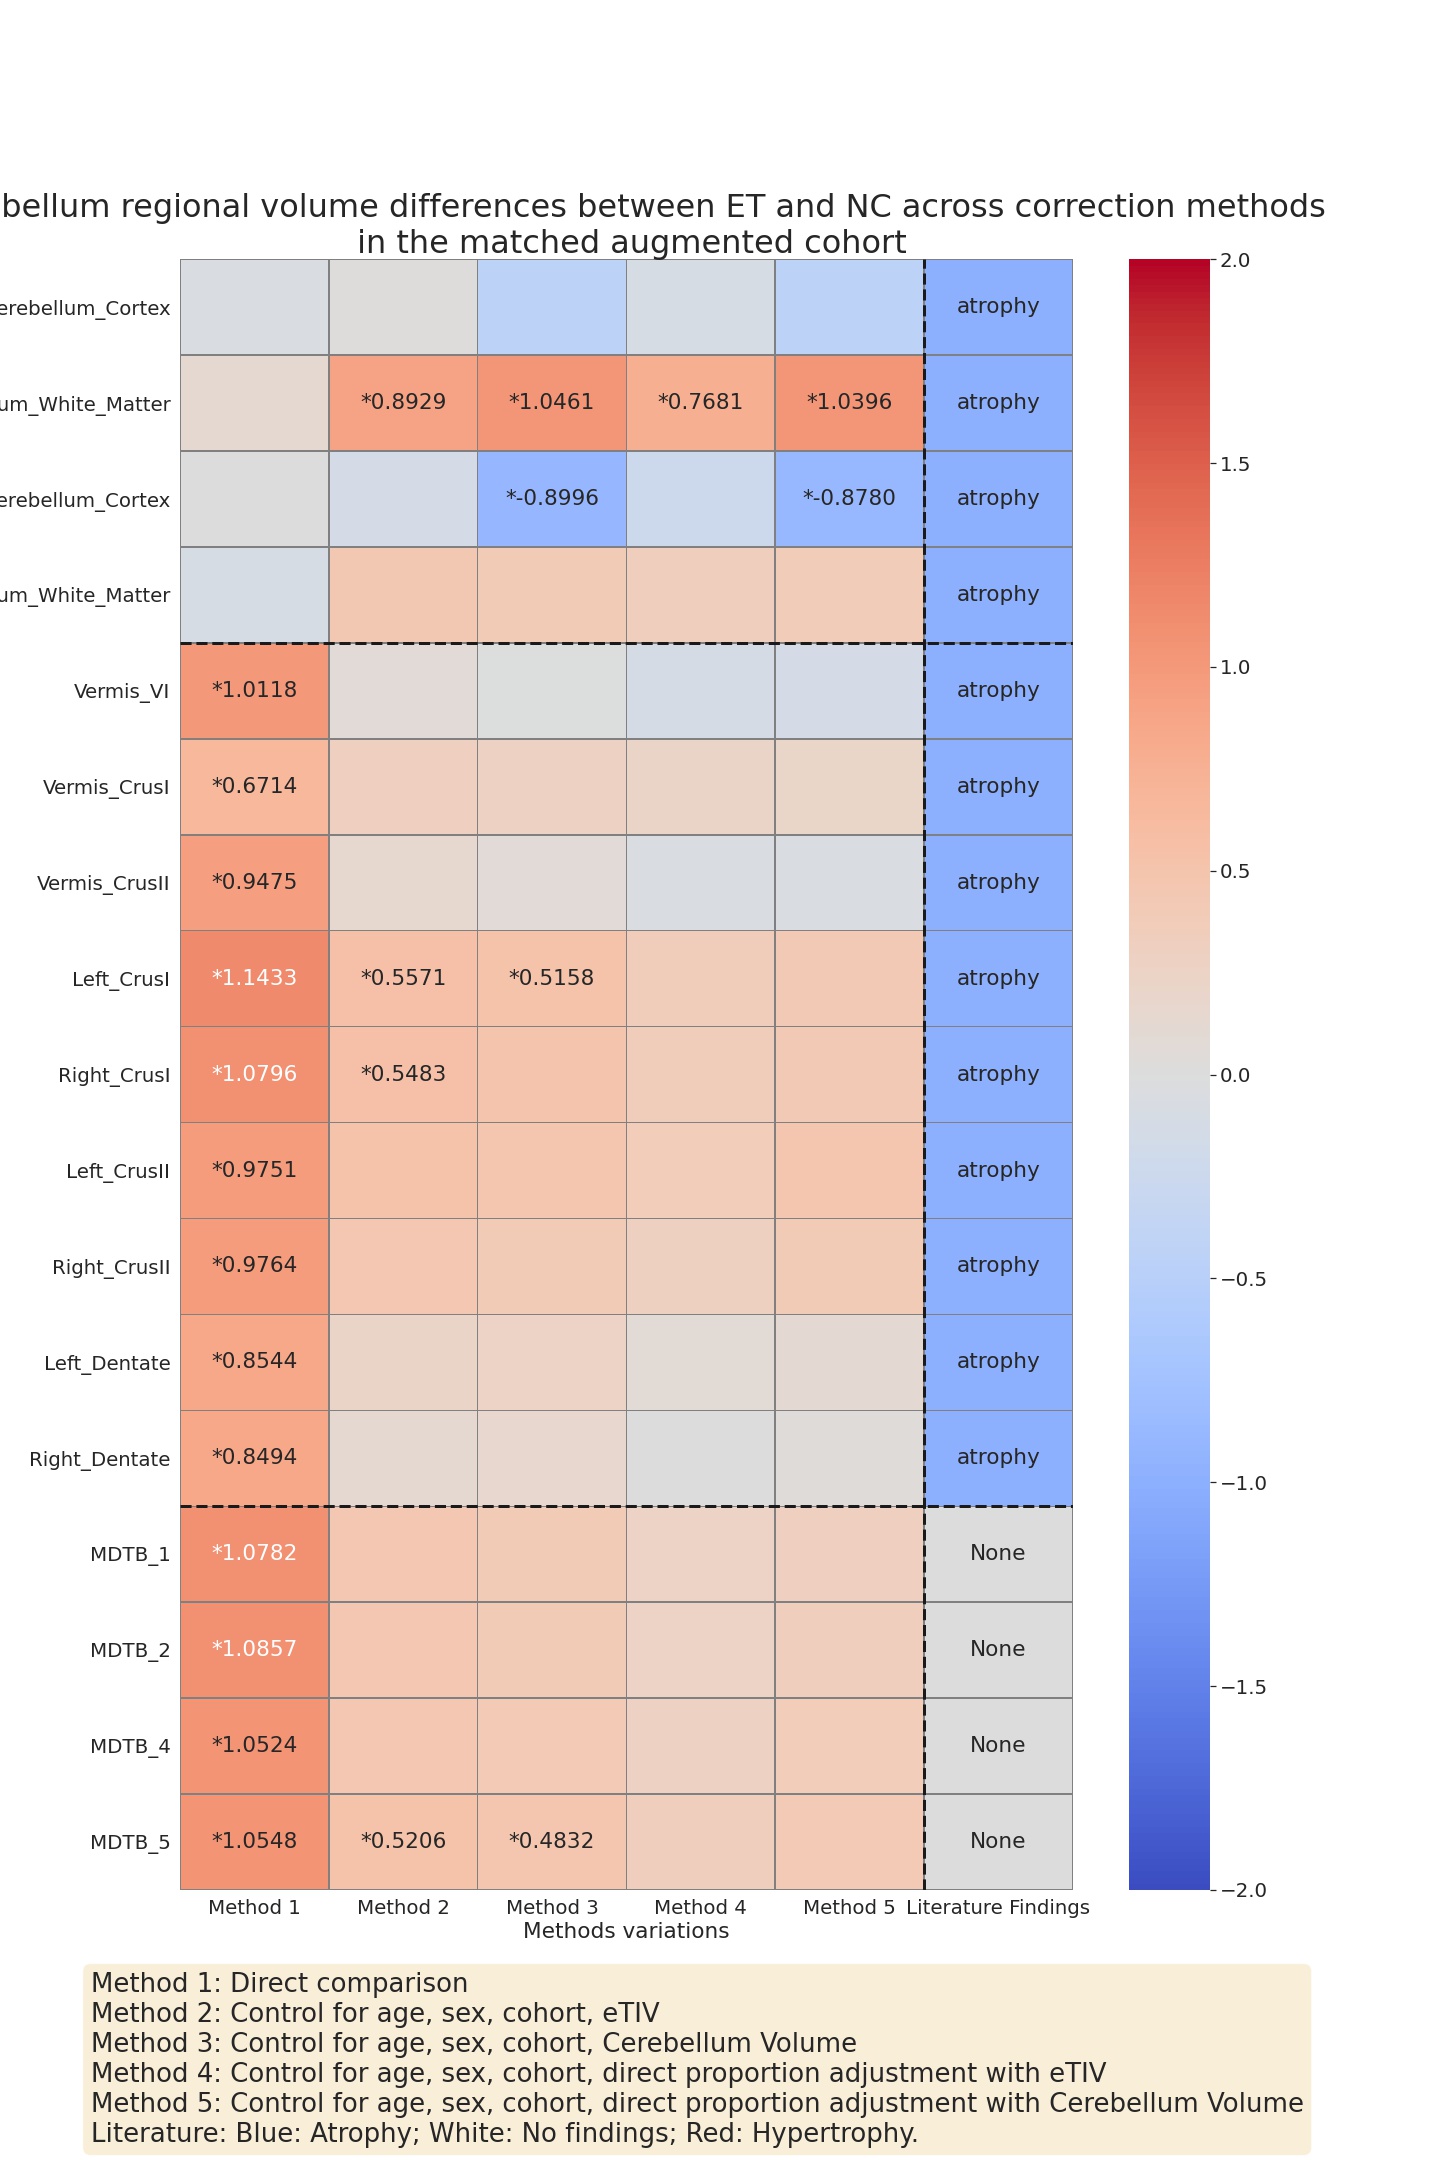 bellum regional volume differences between ET and NC across correction methods
in the matched augmented cohort
erebellum_Cortex atrophy
um_White_Matter *0.8929 *1.0461 *0.7681 *1.0396 atrophy
erebellum_Cortex *-0.8996 *-0.8780 atrophy
um_White_Matter atrophy
Vermis_VI *1.0118 atrophy
Vermis_CrusI *0.6714 atrophy
Vermis_CrusII *0.9475 atrophy
Left_CrusI *1.1433 *0.5571 *0.5158 atrophy
Right_CrusI *1.0796 *0.5483 atrophy
Left_CrusII *0.9751 atrophy
Right_CrusII *0.9764 atrophy
Left_Dentate *0.8544 atrophy
Right_Dentate *0.8494 atrophy
MDTB_1 *1.0782 None
MDTB_2 *1.0857 None
MDTB_4 *1.0524 None
MDTB_5 *1.0548 *0.5206 *0.4832 None
Method 1 Method 2 Method 3 Method 4 Method 5 Literature Findings
Methods variations
2.0
1.5
1.0
0.5
0.0
−0.5
−1.0
−1.5
−2.0
Method 1: Direct comparison
Method 2: Control for age, sex, cohort, eTIV
Method 3: Control for age, sex, cohort, Cerebellum Volume
Method 4: Control for age, sex, cohort, direct proportion adjustment with eTIV
Method 5: Control for age, sex, cohort, direct proportion adjustment with Cerebellum Volume
Literature: Blue: Atrophy; White: No findings; Red: Hypertrophy.